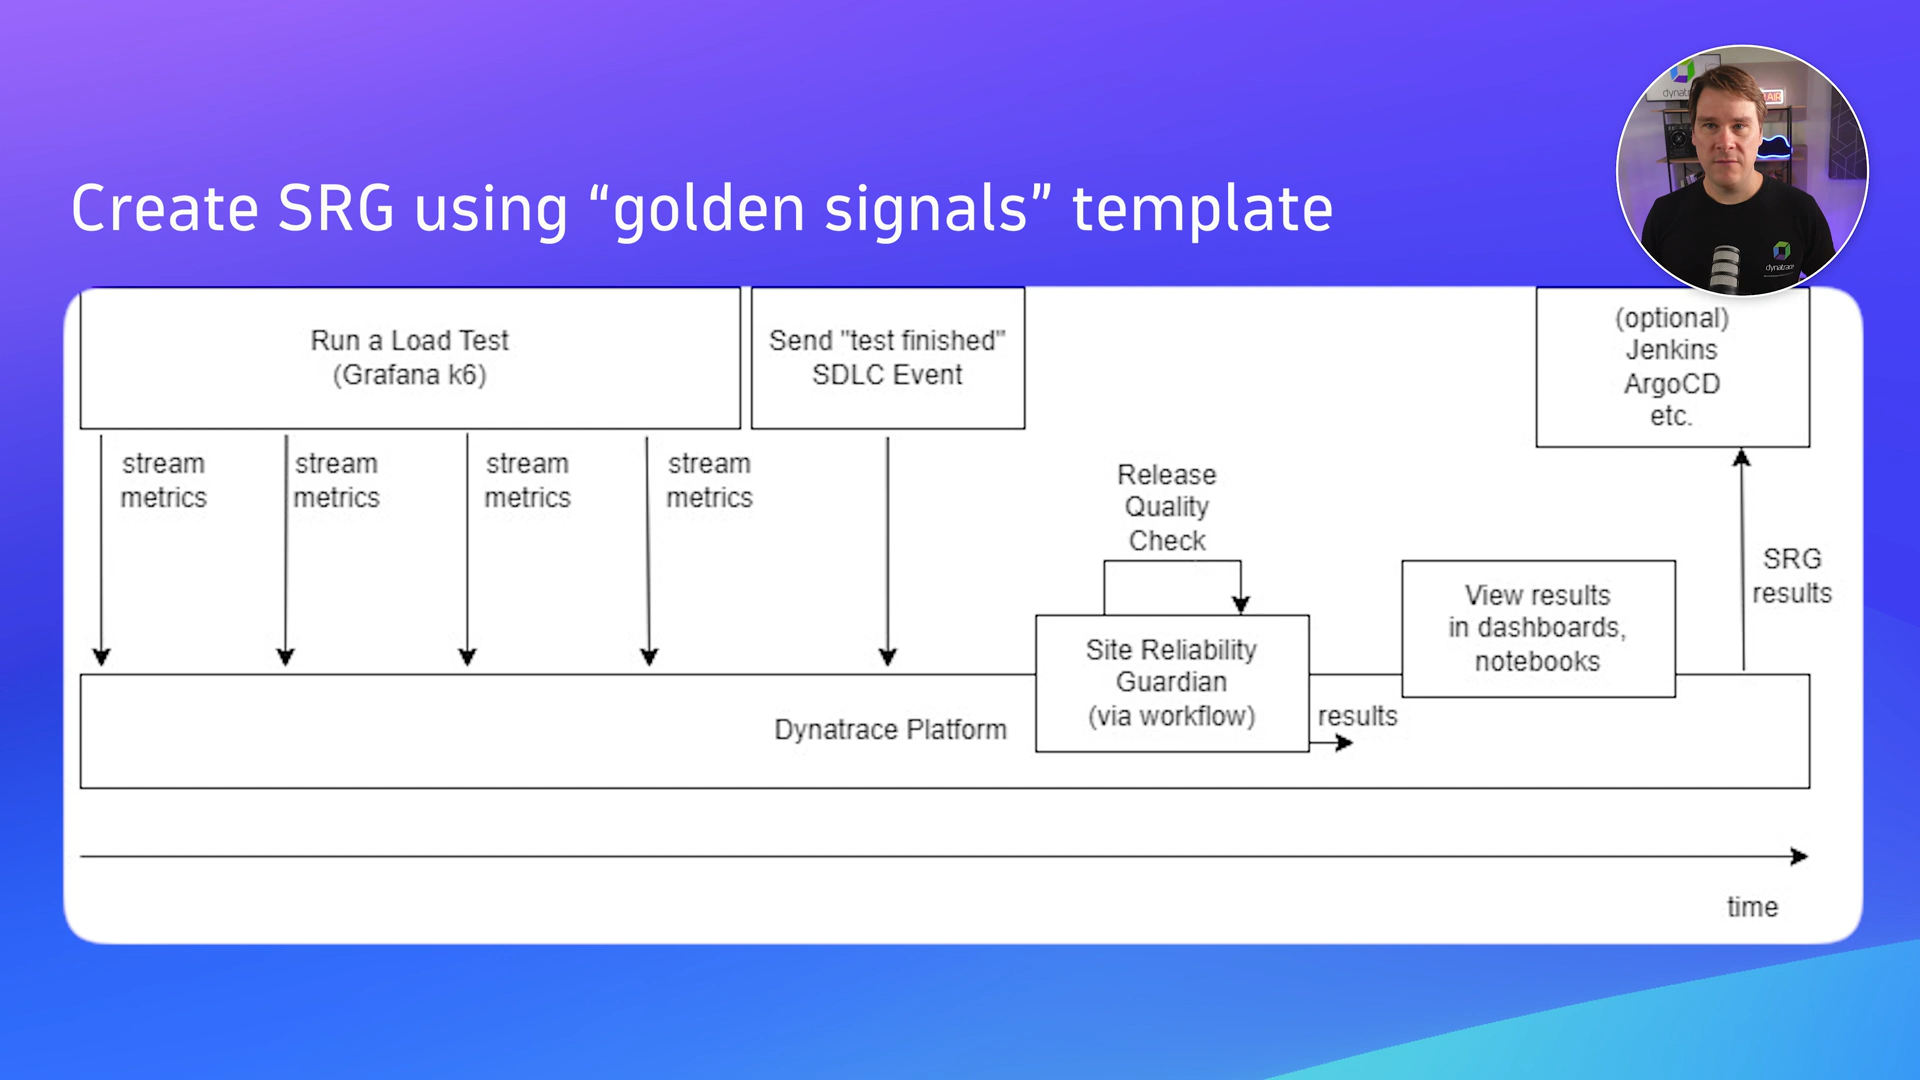 Create SRG using “golden signals” template
Run a Load Test
(Grafana k6)
Send "test finished"
SDLC Event
(optional)
Jenkins
ArgoCD
etc.
stream
metrics
stream
metrics
stream
metrics
stream
metrics
Release
Quality
Check
SRG
results
View results
in dashboards,
notebooks
Site Reliability
Guardian
(via workflow)
results
Dynatrace Platform
time
dynatrace
AIR